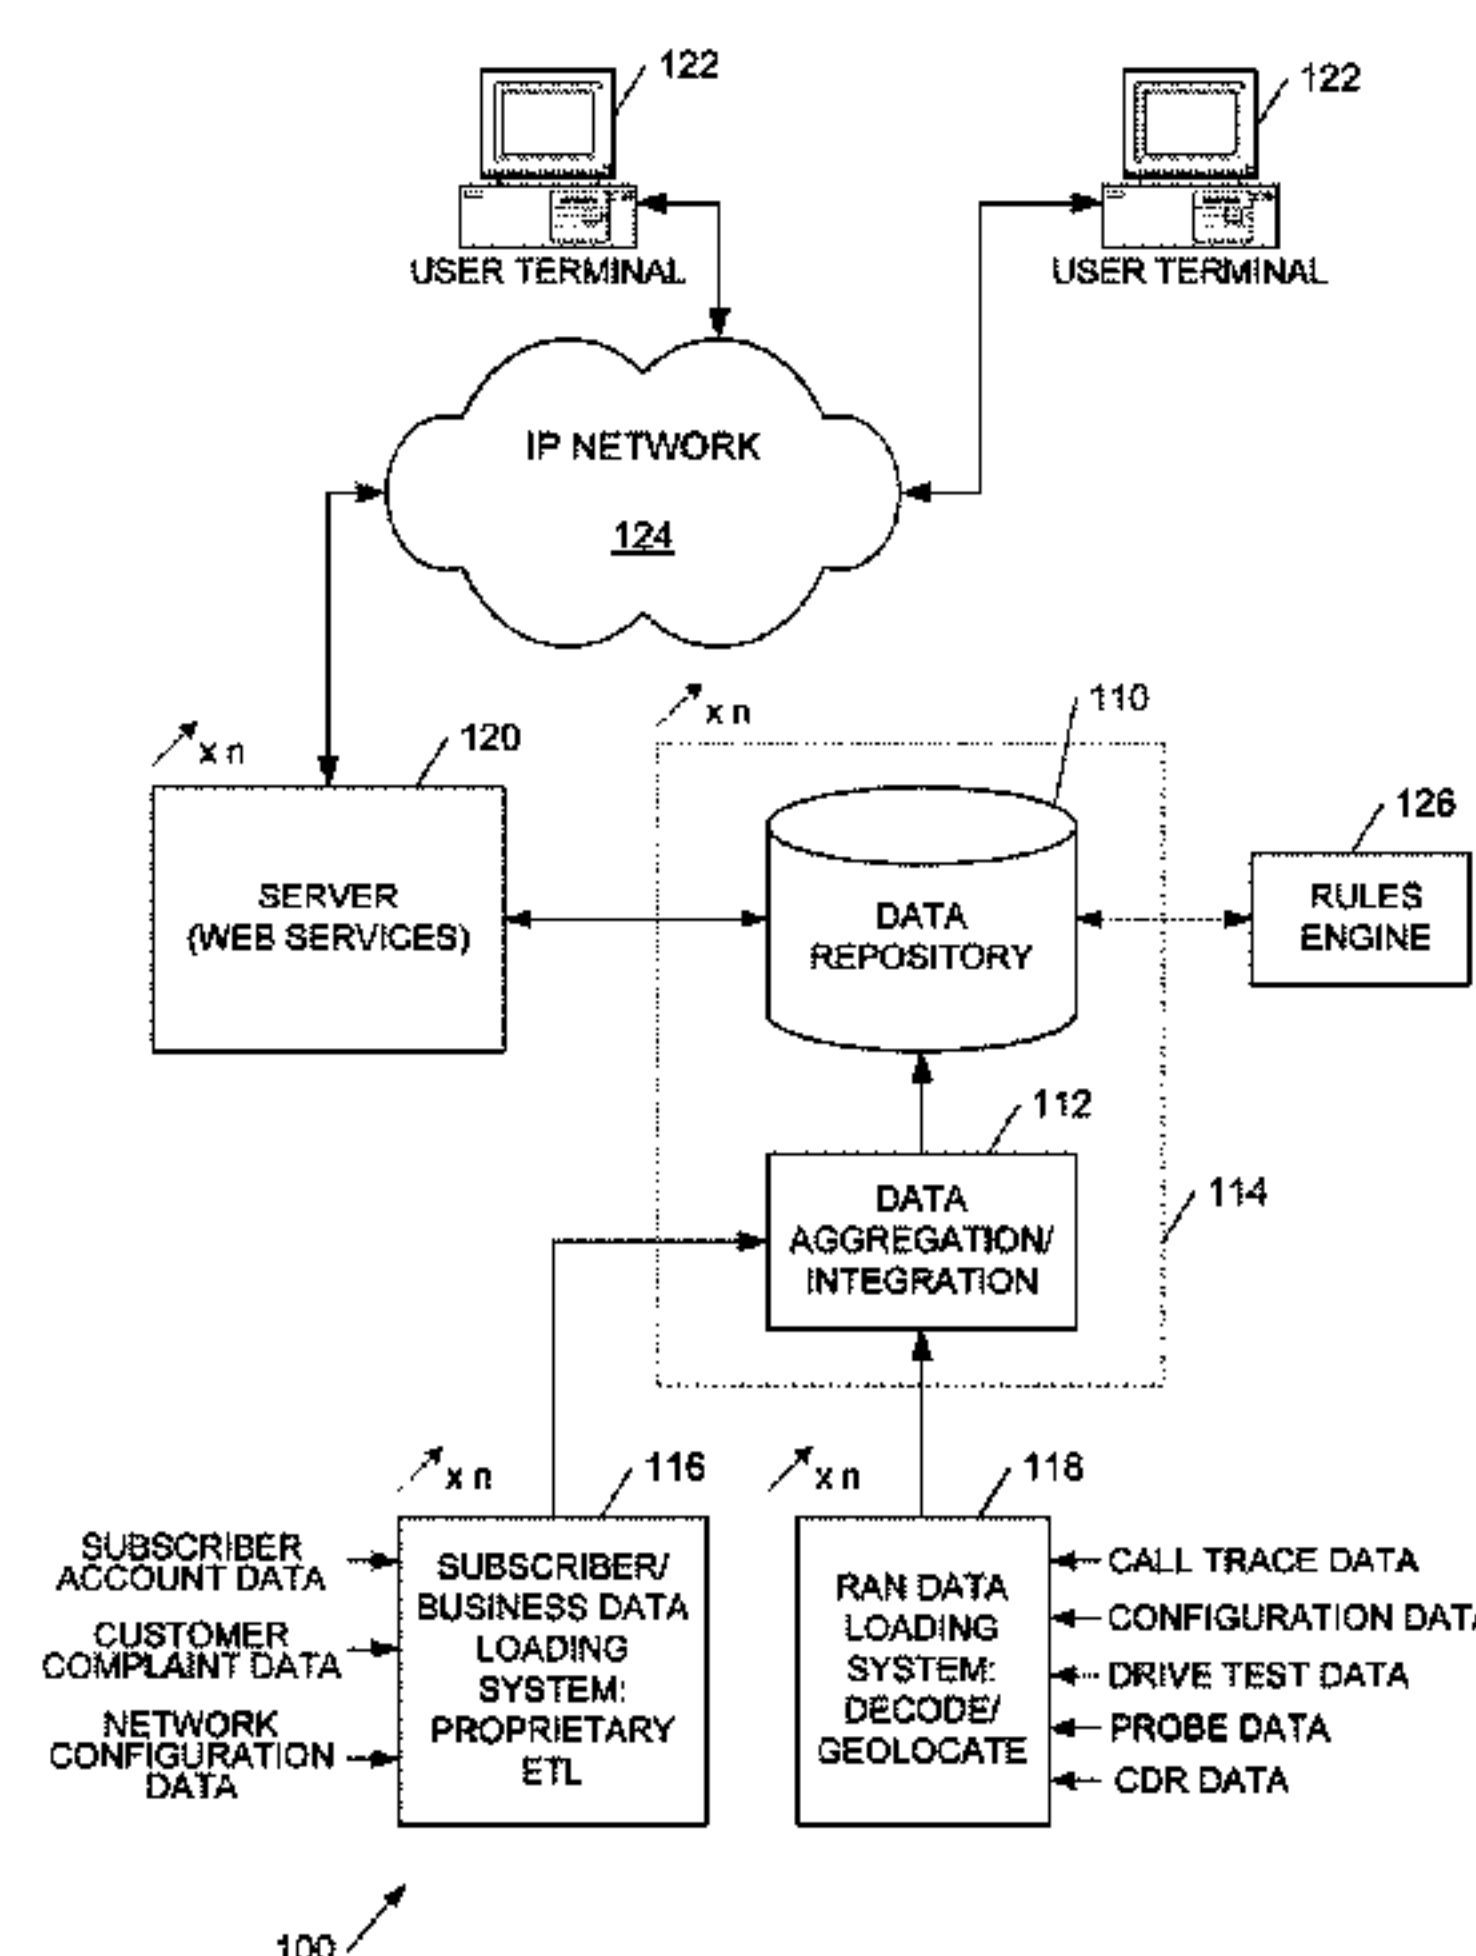 122
122
USER TERMINAL
USER TERMINAL
IP NETWORK
124
x n
110
x n
120
126
SERVER
(WEB SERVICES)
DATA
REPOSITORY
RULES
ENGINE
112
DATA
AGGREGATION/
INTEGRATION
114
x n
116
x n
118
SUBSCRIBER
ACCOUNT DATA
CUSTOMER
COMPLAINT DATA
NETWORK
CONFIGURATION
DATA
SUBSCRIBER/
BUSINESS DATA
LOADING
SYSTEM:
PROPRIETARY
ETL
RAN DATA
LOADING
SYSTEM:
DECODE/
GEOLOCATE
CALL TRACE DATA
CONFIGURATION DATA
DRIVE TEST DATA
PROBE DATA
CDR DATA
100